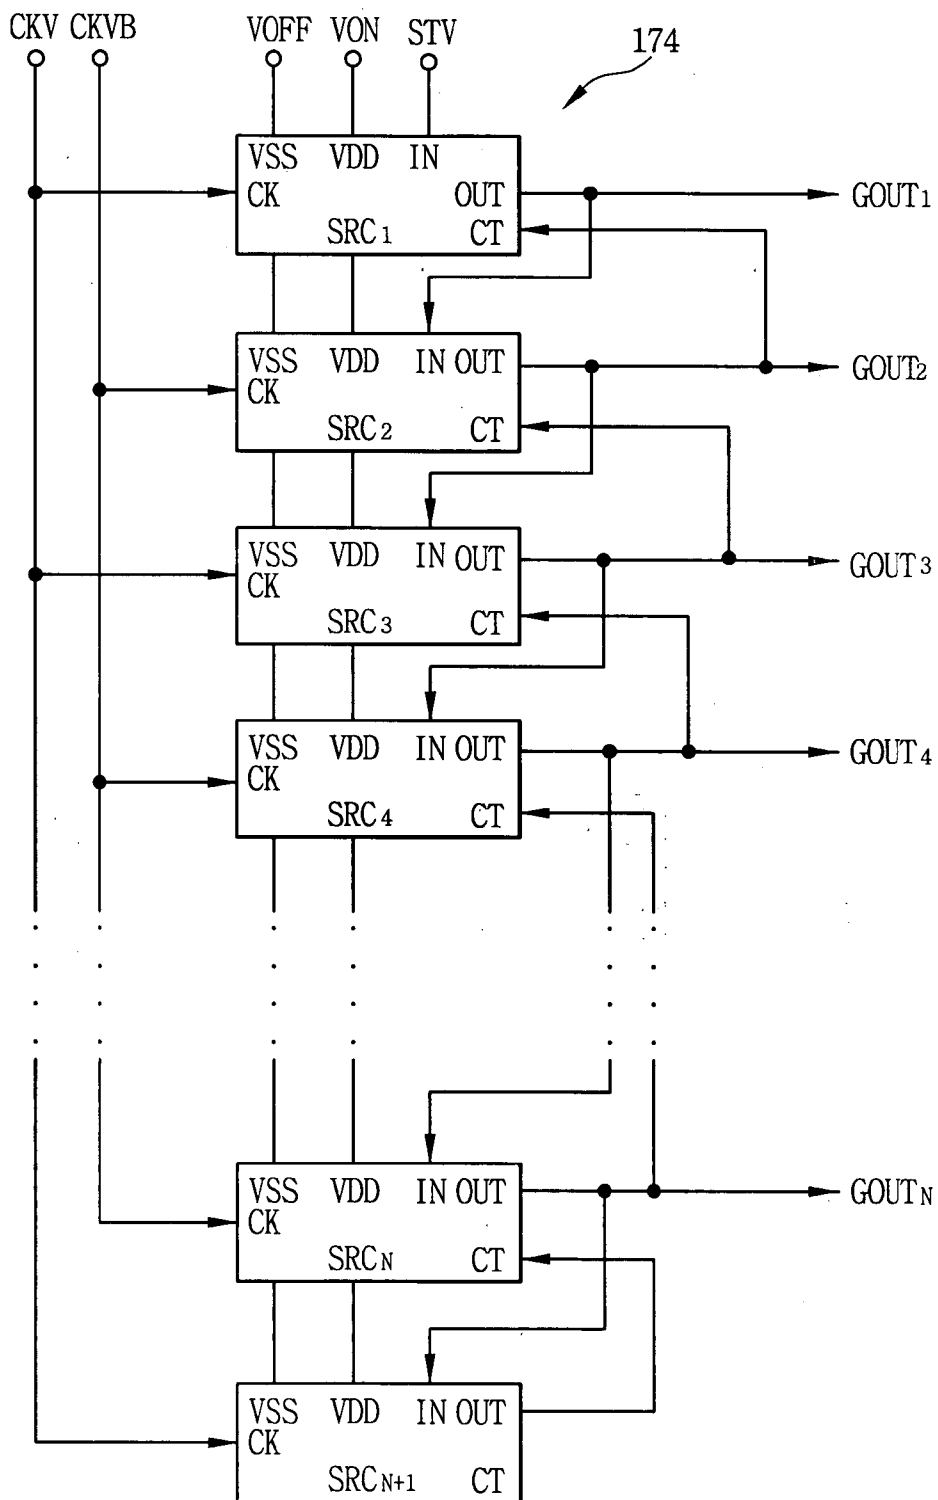 CKV CKVB VOFF VON STV
174
VSS VDD IN
CK OUT GOUT1
SRC1 CT
VSS VDD IN OUT GOUT2
CK
SRC2 CT
VSS VDD IN OUT GOUT3
CK
SRC3 CT
VSS VDD IN OUT GOUT4
CK
SRC4 CT
VSS VDD IN OUT GOUTN
CK
SRCN CT
VSS VDD IN OUT
CK
SRCN+1 CT